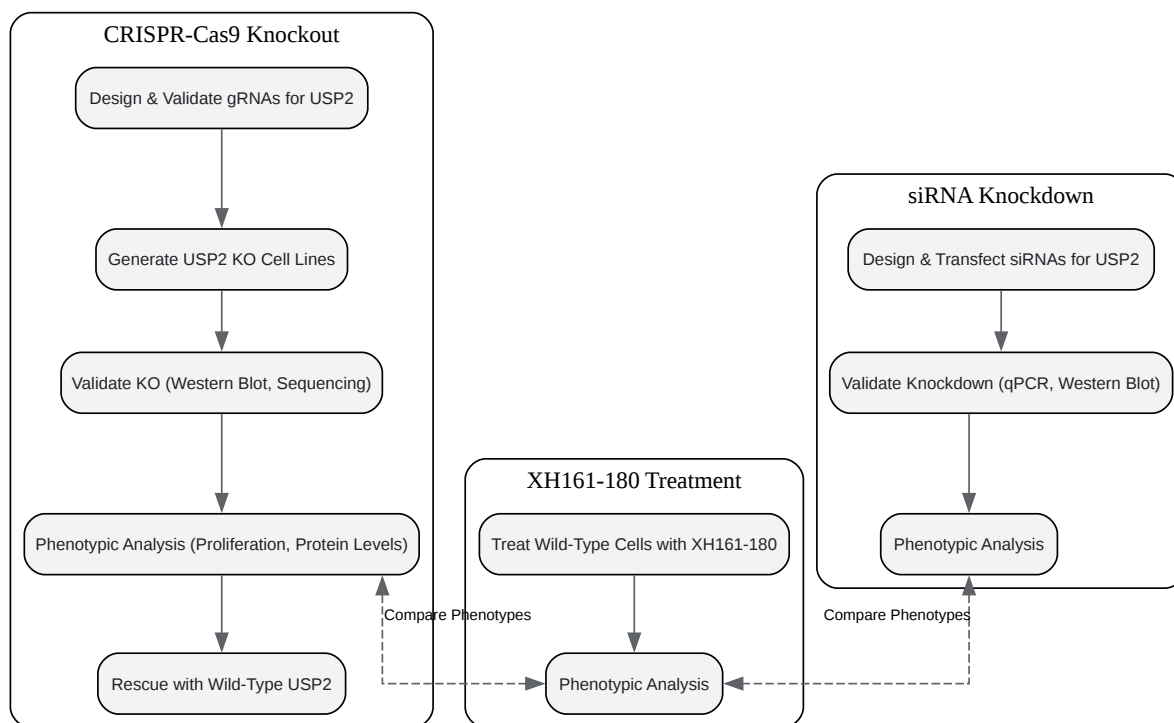 CRISPR-Cas9 Knockout
Design & Validate gRNAs for USP2
Generate USP2 KO Cell Lines
Validate KO (Western Blot, Sequencing)
Phenotypic Analysis (Proliferation, Protein Levels)
Rescue with Wild-Type USP2
XH161-180 Treatment
Treat Wild-Type Cells with XH161-180
Phenotypic Analysis
siRNA Knockdown
Design & Transfect siRNAs for USP2
Validate Knockdown (qPCR, Western Blot)
Phenotypic Analysis
Compare Phenotypes
Compare Phenotypes